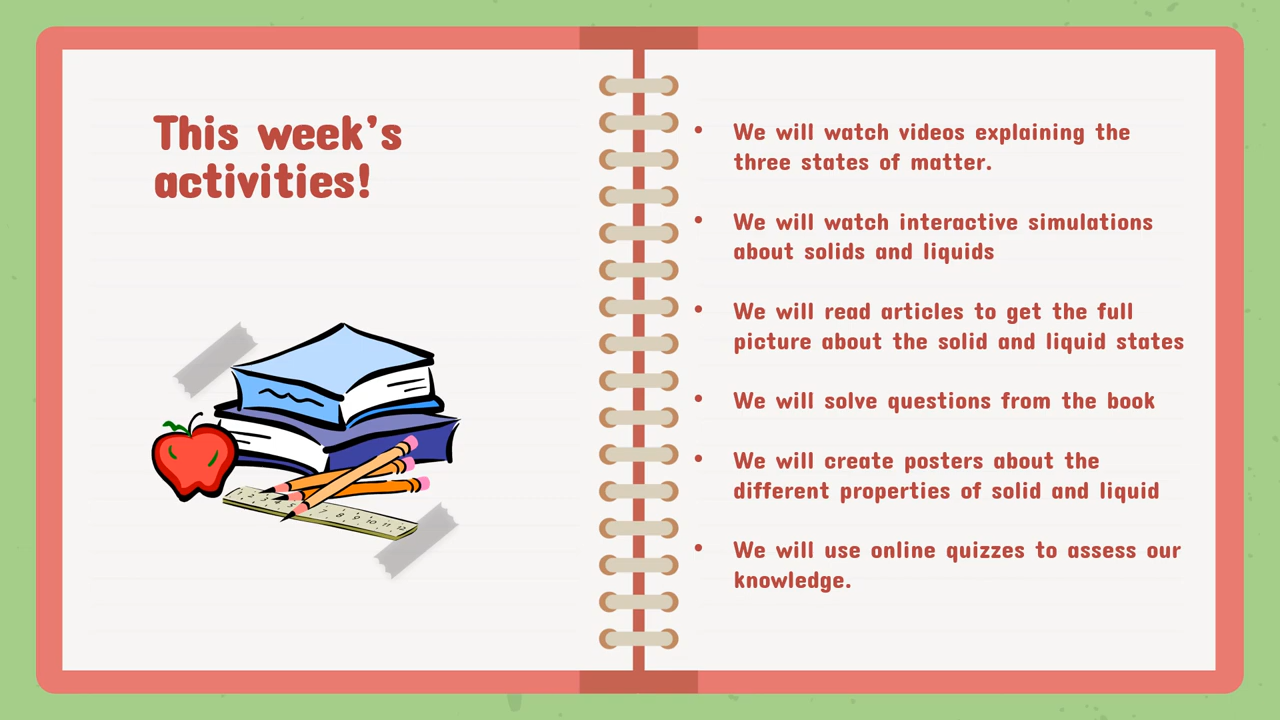 This week's
activities!
• We will watch videos explaining the
three states of matter.
• We will watch interactive simulations
about solids and liquids
• We will read articles to get the full
picture about the solid and liquid states
• We will solve questions from the book
• We will create posters about the
different properties of solid and liquid
• We will use online quizzes to assess our
knowledge.